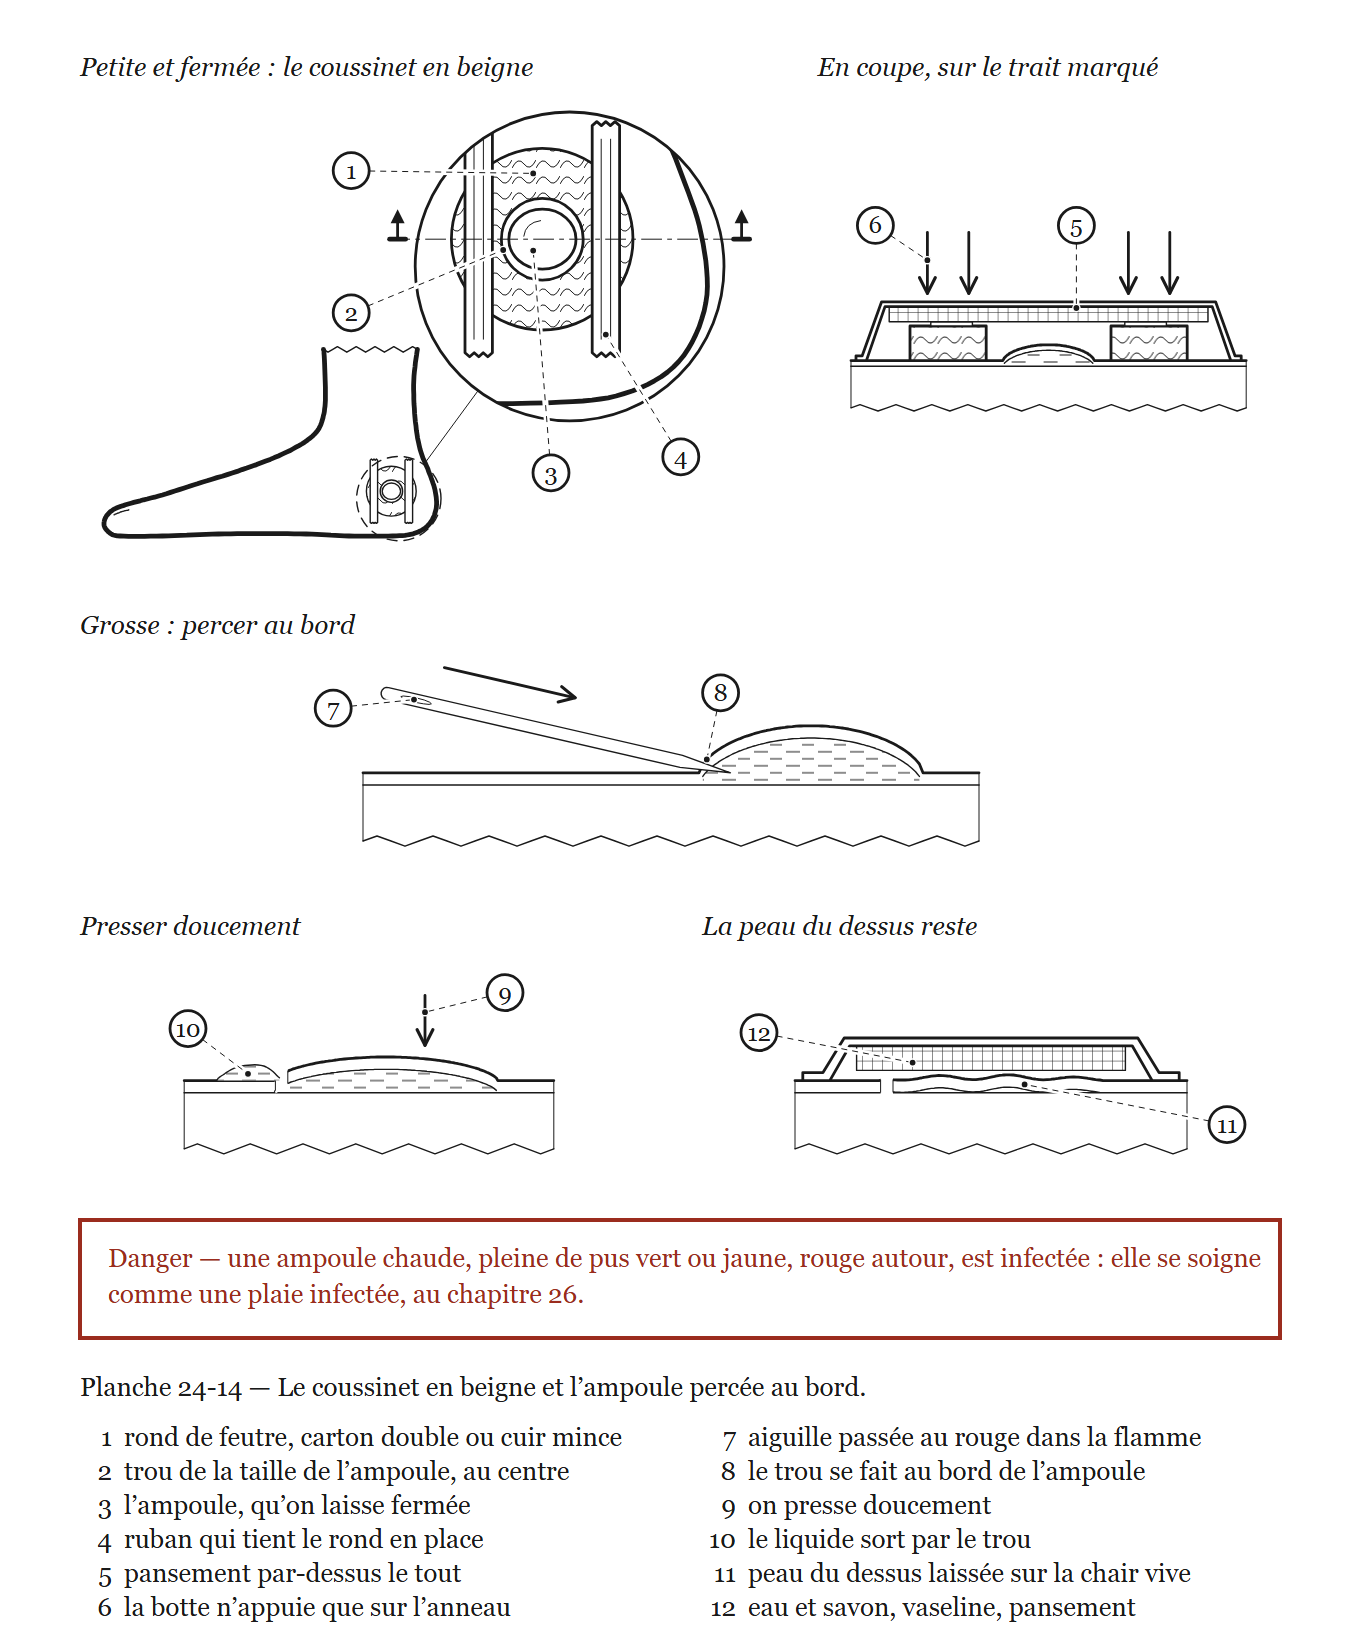 Petite et fermée : le coussinet en beigne
En coupe, sur le trait marqué
1
6
5
2
3
4
Grosse : percer au bord
7
8
Presser doucement
La peau du dessus reste
9
10
12
11
Danger — une ampoule chaude, pleine de pus vert ou jaune, rouge autour, est infectée : elle se soigne
comme une plaie infectée, au chapitre 26.
Planche 24-14 — Le coussinet en beigne et l’ampoule percée au bord.
1 rond de feutre, carton double ou cuir mince
2 trou de la taille de l’ampoule, au centre
3 l’ampoule, qu’on laisse fermée
4 ruban qui tient le rond en place
5 pansement par-dessus le tout
6 la botte n’appuie que sur l’anneau
7 aiguille passée au rouge dans la flamme
8 le trou se fait au bord de l’ampoule
9 on presse doucement
10 le liquide sort par le trou
11 peau du dessus laissée sur la chair vive
12 eau et savon, vaseline, pansement